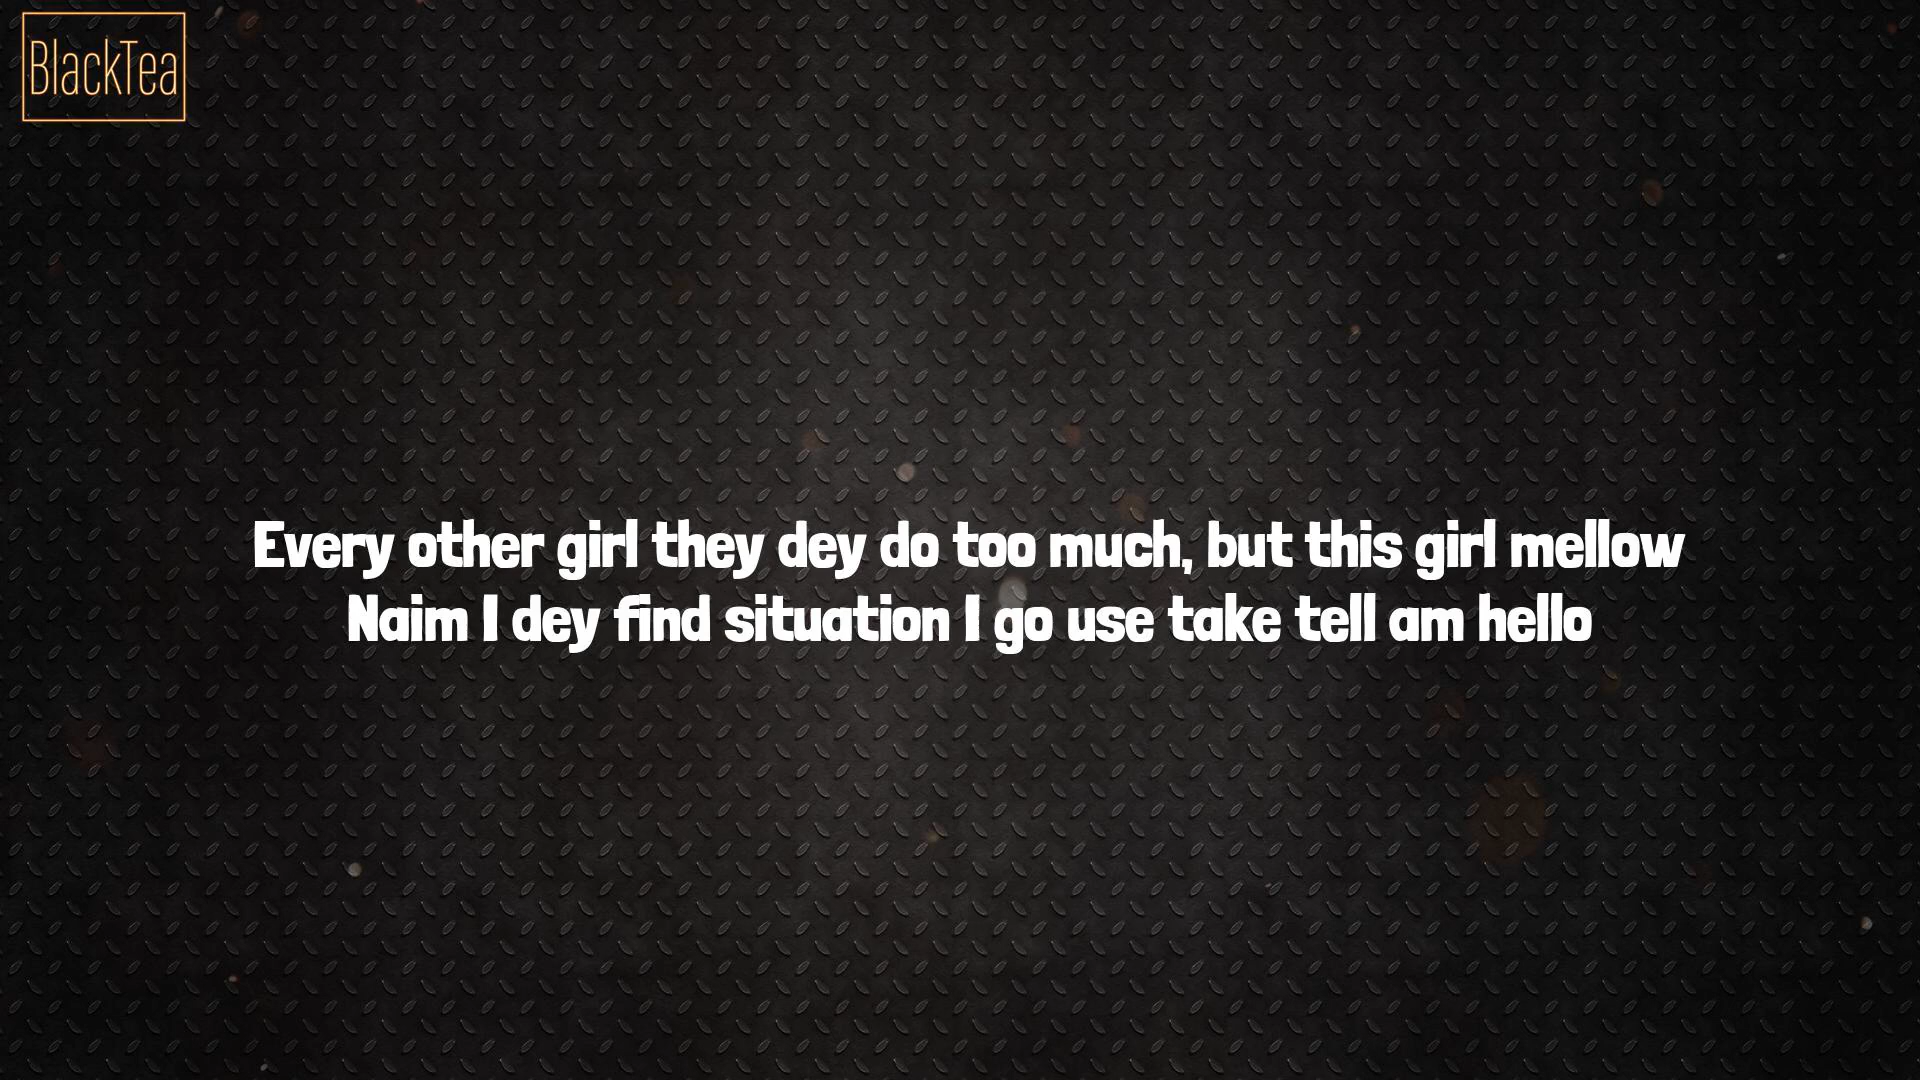 BlackTea
Every other girl they dey do too much, but this girl mellow
Naim I dey find situation I go use take tell am hello